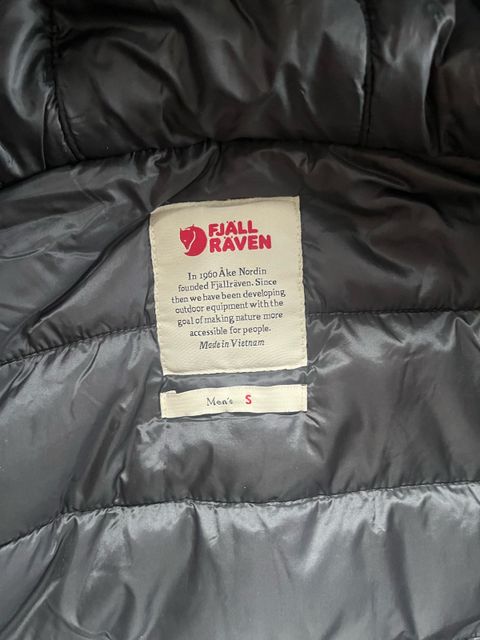 FJÄLL
RÄVEN
In 1960 Åke Nordin
founded Fjällräven. Since
then we have been developing
outdoor equipment with the
goal of making nature more
accessible for people.
Made in Vietnam
Men's S